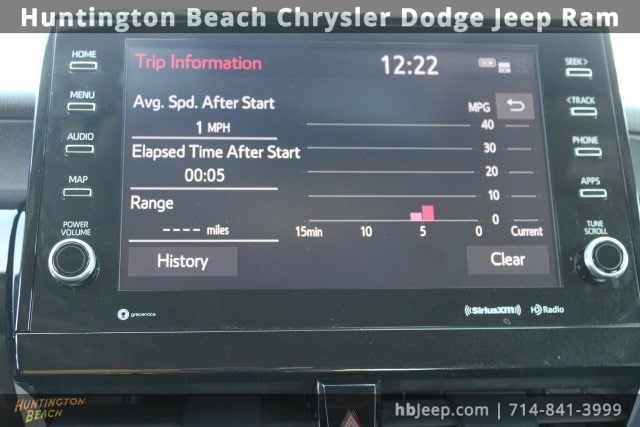 Huntington Beach Chrysler Dodge Jeep Ram
HOME
MENU
AUDIO
MAP
POWER
VOLUME
Trip Information
12:22
DCM
Avg. Spd. After Start
1 MPH
Elapsed Time After Start
00:05
Range
---- miles
History
MPG
40
30
20
10
0
15min 10 5 0 Current
Clear
SEEK >
< TRACK
PHONE
APPS
TUNE
SCROLL
gracenote
((SiriusXM))
HD Radio
HUNTINGTON
BEACH
hbjeep.com | 714-841-3999